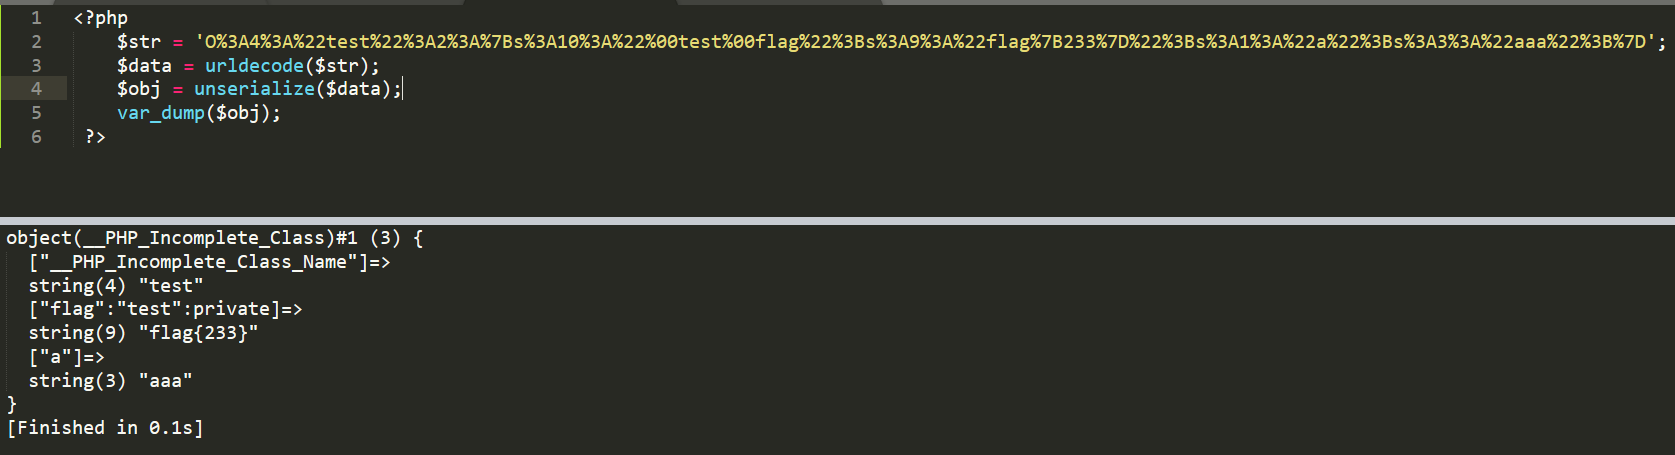 1 <?php
2 $str = 'O%3A4%3A%22test%22%3A2%3A%7Bs%3A10%3A%22%00test%00flag%22%3Bs%3A9%3A%22flag%7B233%7D%22%3Bs%3A1%3A%22a%22%3Bs%3A3%3A%22aaa%22%3B%7D';
3 $data = urldecode($str);
4 $obj = unserialize($data);
5 var_dump($obj);
6 ?>
object(__PHP_Incomplete_Class)#1 (3) {
["__PHP_Incomplete_Class_Name"]=>
string(4) "test"
["flag":"test":private]=>
string(9) "flag{233}"
["a"]=>
string(3) "aaa"
}
[Finished in 0.1s]